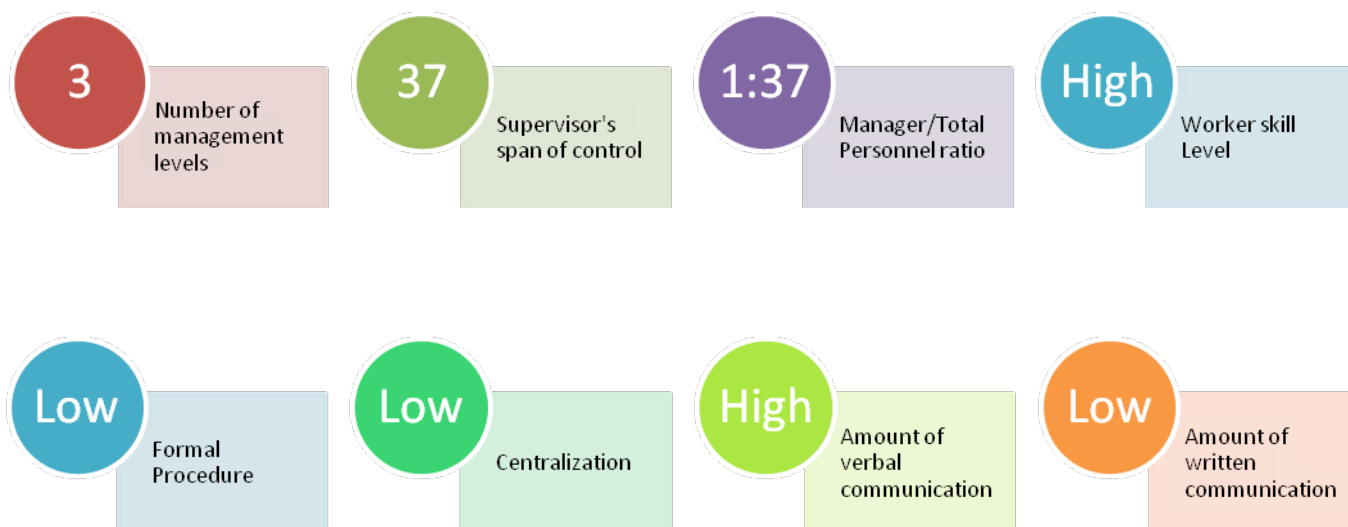 3
Number of
management
levels
37
Supervisor's
span of control
1:37
Manager/Total
Personnel ratio
High
Worker skill
Level
Low
Formal
Procedure
Low
Centralization
High
Amount of
verbal
communication
Low
Amount of
written
communication